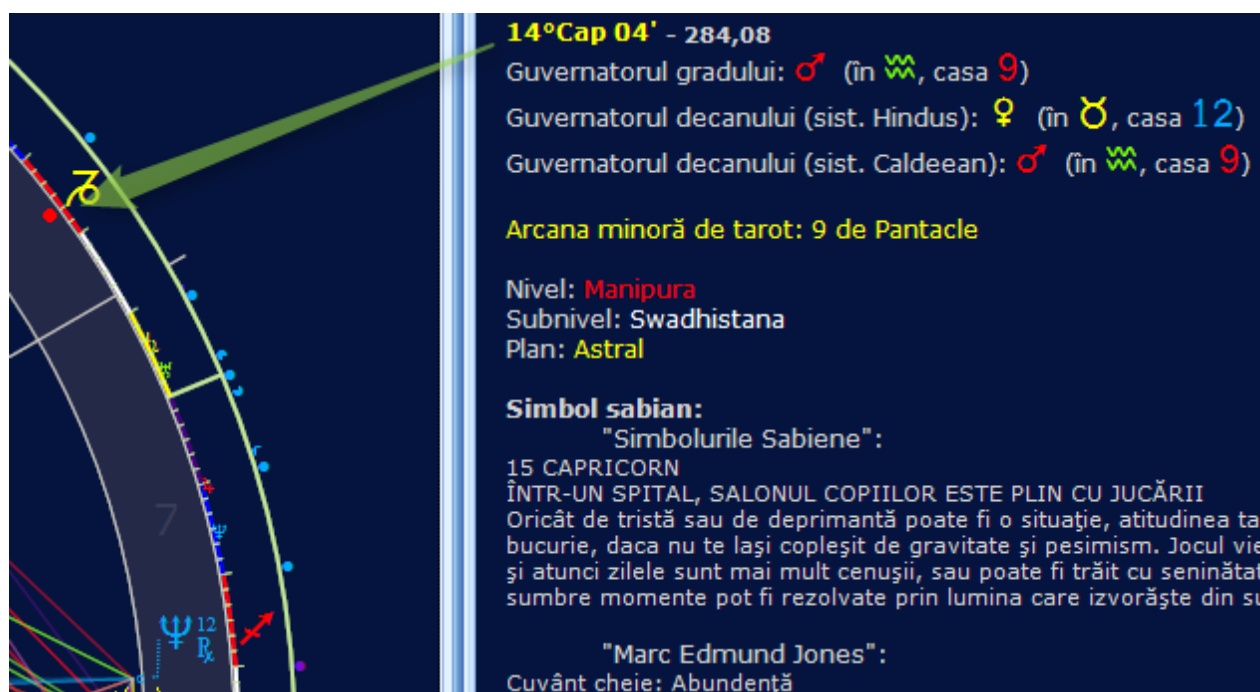 14°Cap 04' - 284,08
Guvernatorul gradului: ♂ (în ♒, casa 9)
Guvernatorul decanului (sist. Hindus): ♀ (în ♉, casa 12)
Guvernatorul decanului (sist. Caldeean): ♂ (în ♒, casa 9)
Arcana minoră de tarot: 9 de Pantacle
Nivel: Manipura
Subnivel: Swadhistana
Plan: Astral
Simbol sabian:
"Simbolurile Sabiene":
15 CAPRICORN
ÎNTR-UN SPITAL, SALONUL COPIILOR ESTE PLIN CU JUCĂRII
Oricât de tristă sau de deprimantă poate fi o situaţie, atitudinea ta
bucurie, daca nu te laşi copleşit de gravitate şi pesimism. Jocul vie
şi atunci zilele sunt mai mult cenuşii, sau poate fi trăit cu seninătat
sumbre momente pot fi rezolvate prin lumina care izvorăşte din su
"Marc Edmund Jones":
Cuvânt cheie: Abundenţă
♑
7
♆ 12
℞
♐